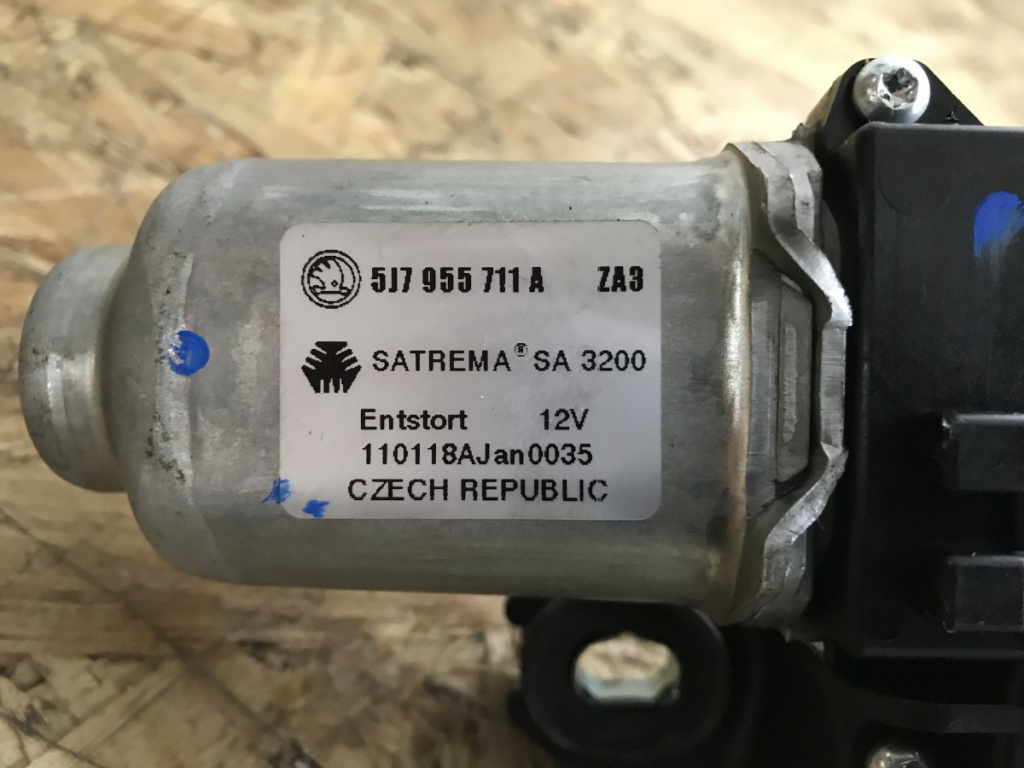 5J7 955 711 A ZA3
SATREMA® SA 3200
Entstort 12V
110118AJan0035
CZECH REPUBLIC